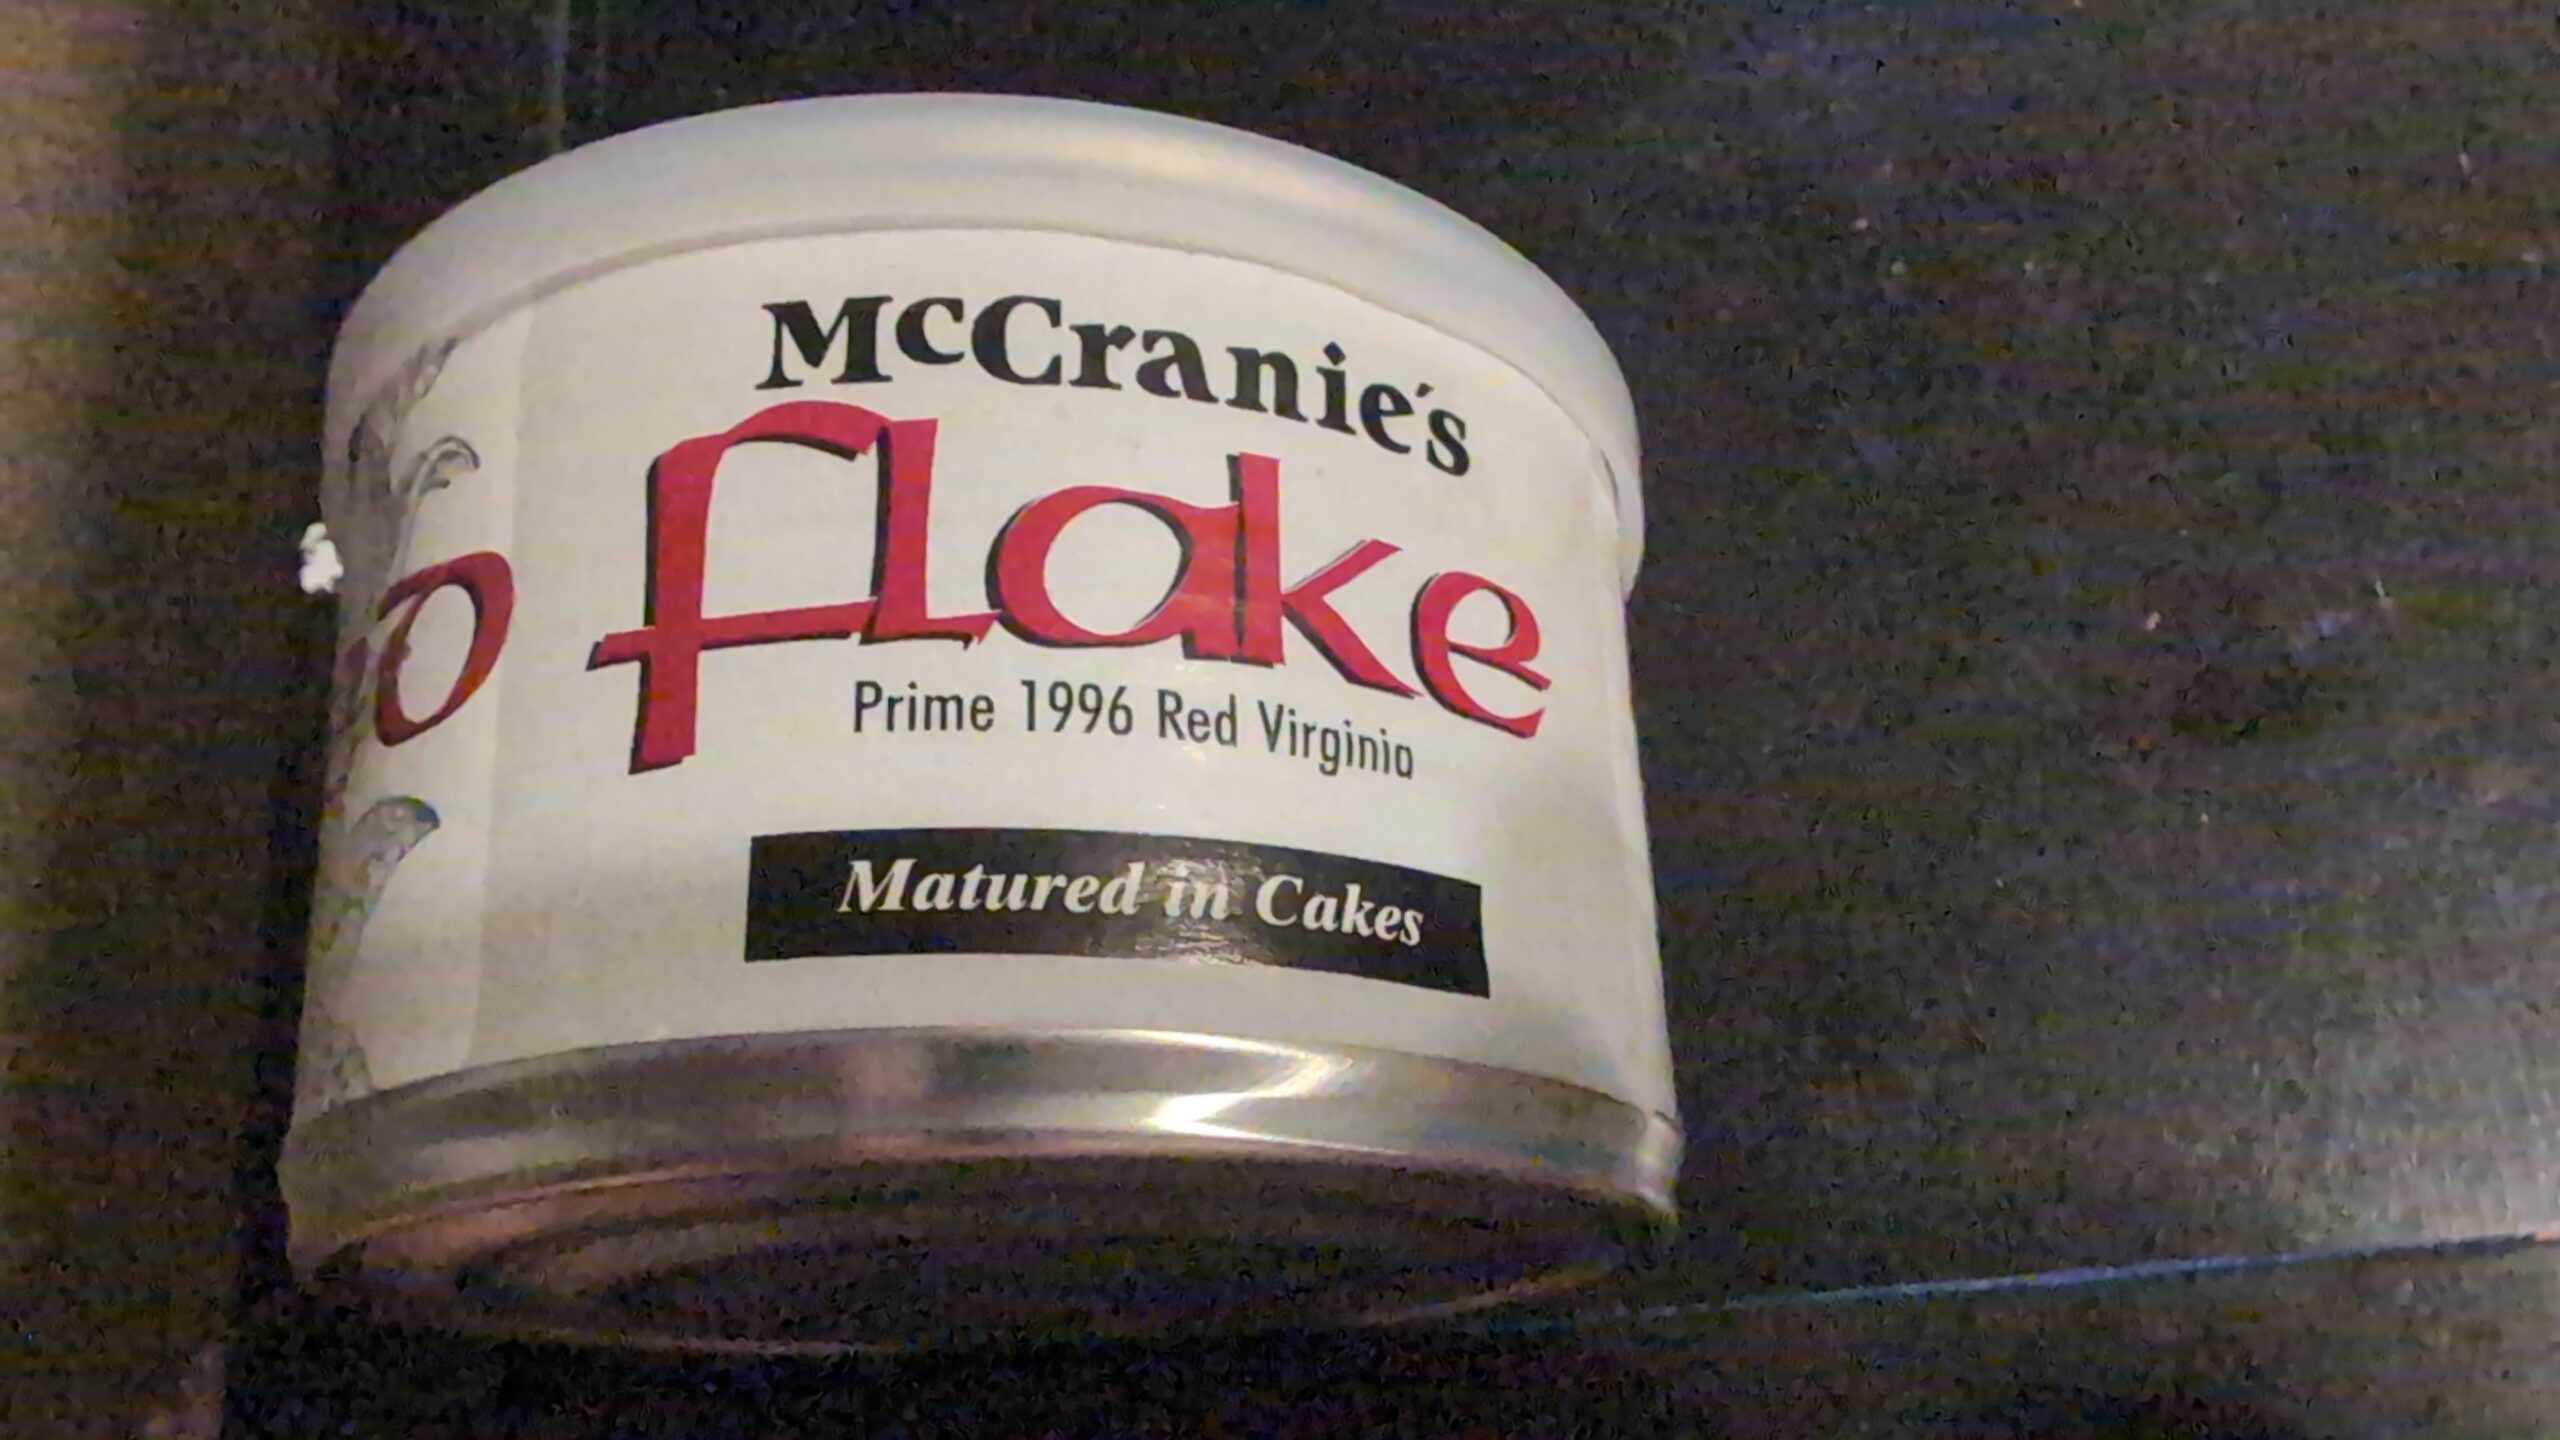 McCranie's
flake
Prime 1996 Red Virginia
Matured in Cakes